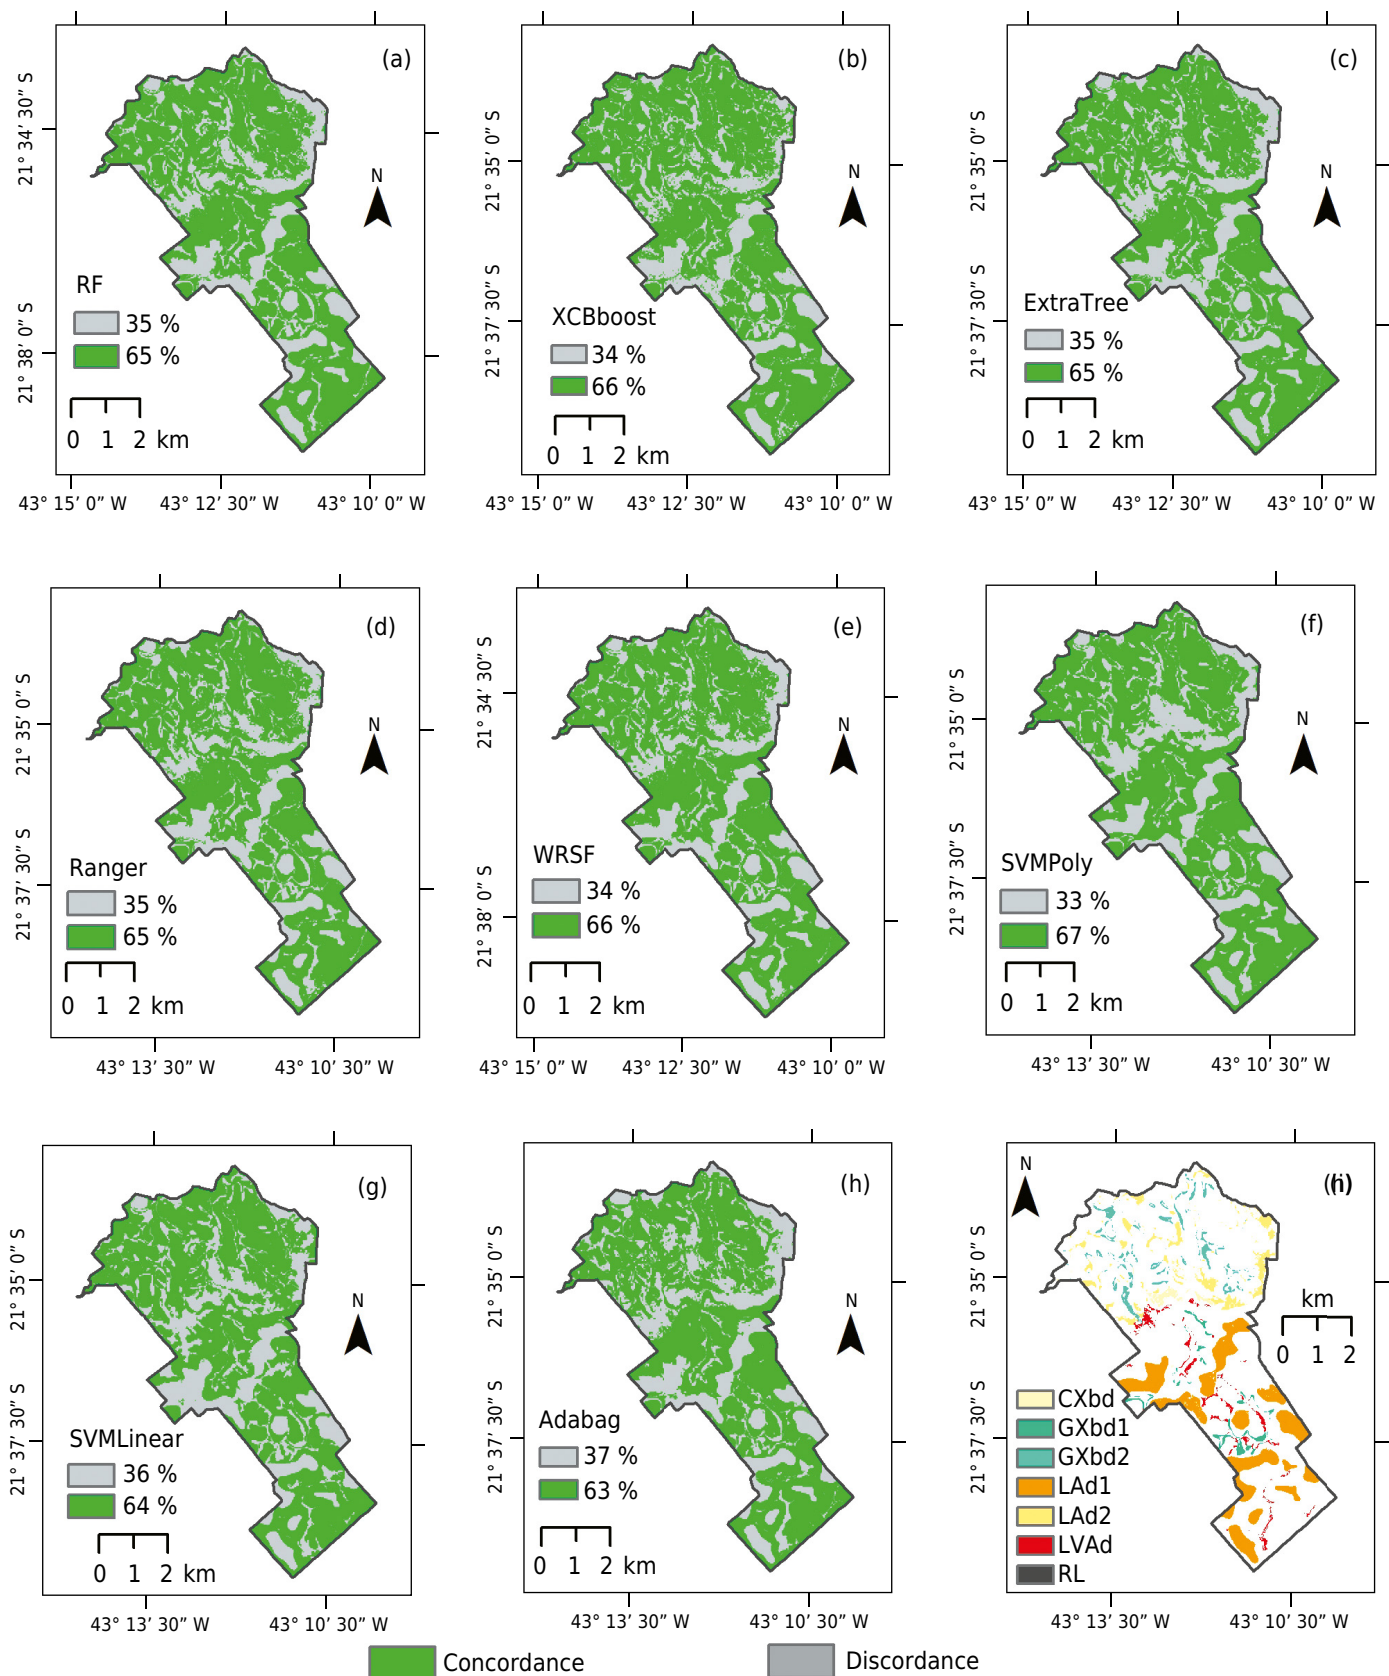 (a)
21° 34’ 30” S
21° 38’ 0” S
N
RF
35 %
65 %
0 1 2 km
43° 15’ 0” W 43° 12’ 30” W 43° 10’ 0” W
(b)
21° 35’ 0” S
21° 37’ 30” S
N
XCBboost
34 %
66 %
0 1 2 km
43° 15’ 0” W 43° 12’ 30” W 43° 10’ 0” W
(c)
21° 35’ 0” S
21° 37’ 30” S
N
ExtraTree
35 %
65 %
0 1 2 km
43° 15’ 0” W 43° 12’ 30” W 43° 10’ 0” W
(d)
21° 35’ 0” S
21° 37’ 30” S
N
Ranger
35 %
65 %
0 1 2 km
43° 13’ 30” W 43° 10’ 30” W
(e)
21° 34’ 30” S
21° 38’ 0” S
N
WRSF
34 %
66 %
0 1 2 km
43° 15’ 0” W 43° 12’ 30” W 43° 10’ 0” W
(f)
21° 35’ 0” S
21° 37’ 30” S
N
SVMPoly
33 %
67 %
0 1 2 km
43° 13’ 30” W 43° 10’ 30” W
(g)
21° 35’ 0” S
21° 37’ 30” S
N
SVMLinear
36 %
64 %
0 1 2 km
43° 13’ 30” W 43° 10’ 30” W
(h)
21° 35’ 0” S
21° 37’ 30” S
N
Adabag
37 %
63 %
0 1 2 km
43° 13’ 30” W 43° 10’ 30” W
N
21° 35’ 0” S
21° 37’ 30” S
km
0 1 2
CXbd
GXbd1
GXbd2
LAd1
LAd2
LVAd
RL
43° 13’ 30” W 43° 10’ 30” W
Concordance Discordance